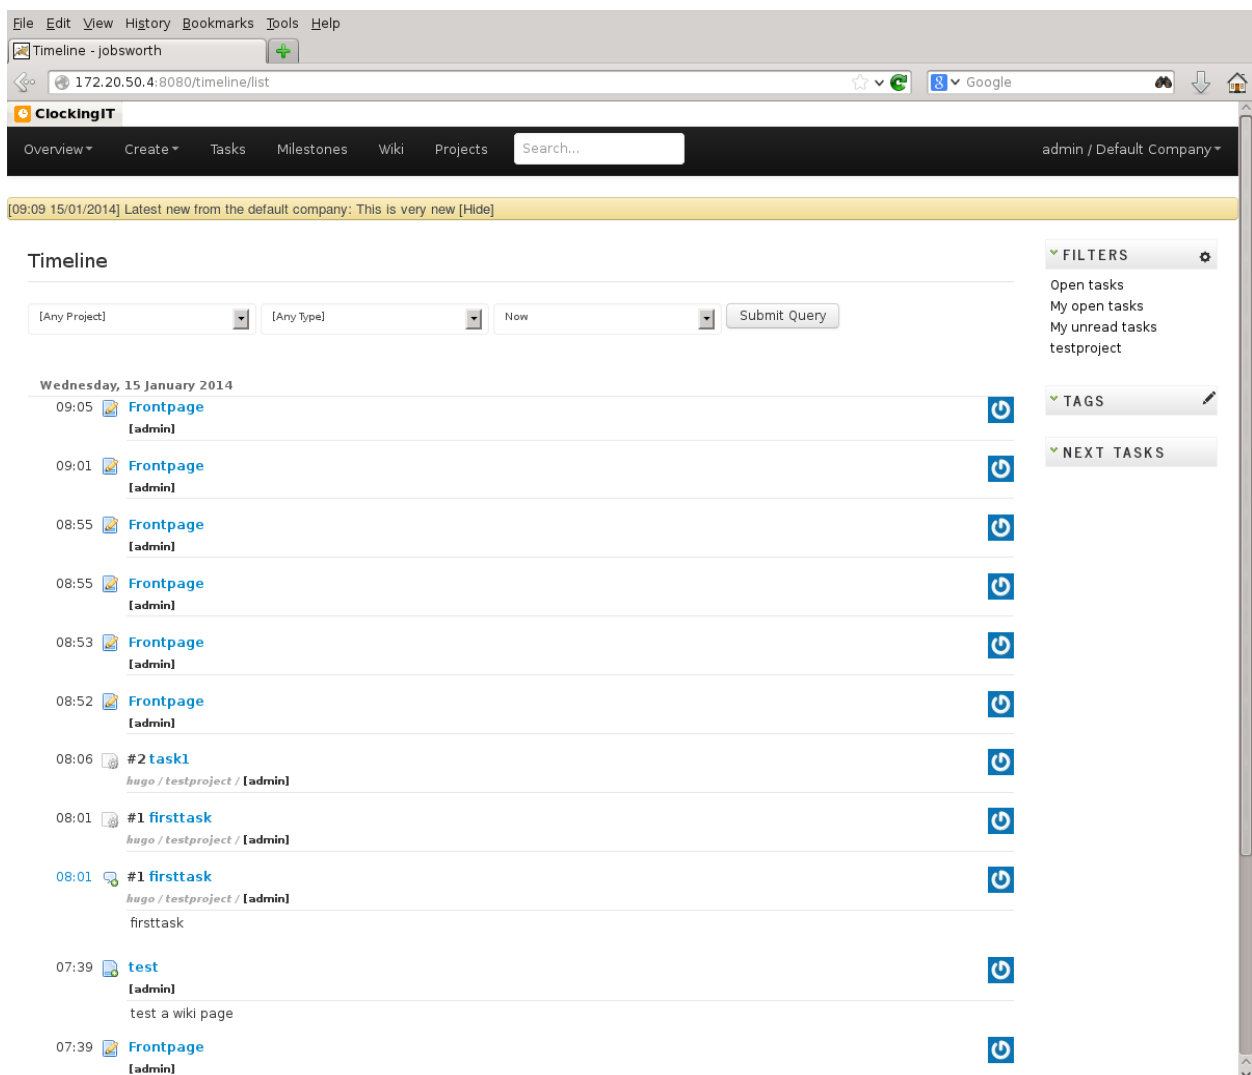 File Edit View History Bookmarks Tools Help
Timeline - jobsworth
172.20.50.4:8080/timeline/list
Google
ClockingIT
Overview Create Tasks Milestones Wiki Projects Search... admin / Default Company
[09:09 15/01/2014] Latest new from the default company: This is very new [Hide]
Timeline
[Any Project] [Any Type] Now Submit Query
Wednesday, 15 January 2014
09:05 Frontpage
[admin]
09:01 Frontpage
[admin]
08:55 Frontpage
[admin]
08:55 Frontpage
[admin]
08:53 Frontpage
[admin]
08:52 Frontpage
[admin]
08:06 #2 task1
hugo / testproject / [admin]
08:01 #1 firsttask
hugo / testproject / [admin]
08:01 #1 firsttask
hugo / testproject / [admin]
firsttask
07:39 test
[admin]
test a wiki page
07:39 Frontpage
[admin]
FILTERS
Open tasks
My open tasks
My unread tasks
testproject
TAGS
NEXT TASKS